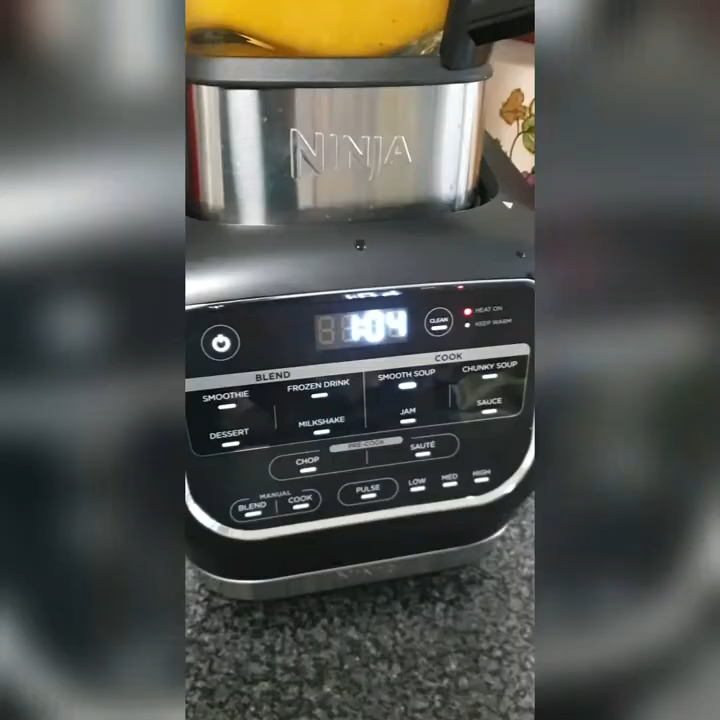 NINJA
1:04
CLEAN
HEAT ON
KEEP WARM
BLEND
COOK
SMOOTHIE
FROZEN DRINK
SMOOTH SOUP
CHUNKY SOUP
DESSERT
MILKSHAKE
JAM
SAUCE
PRE-COOK
CHOP
SAUTÉ
MANUAL
BLEND
COOK
PULSE
LOW
MED
HIGH